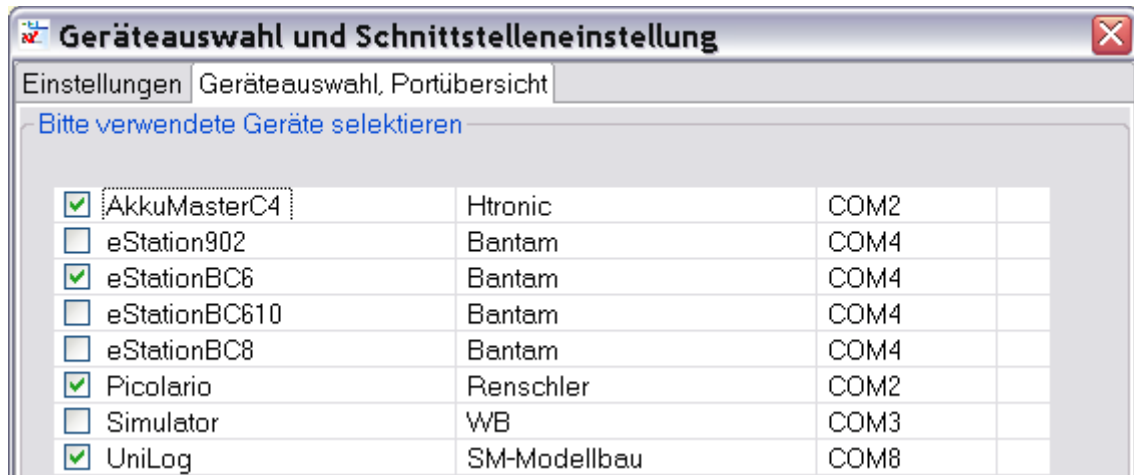 Geräteauswahl und Schnittstelleneinstellung
Einstellungen Geräteauswahl, Portübersicht
Bitte verwendete Geräte selektieren
AkkuMasterC4 Htronic COM2
eStation902 Bantam COM4
eStationBC6 Bantam COM4
eStationBC610 Bantam COM4
eStationBC8 Bantam COM4
Picolario Renschler COM2
Simulator WB COM3
UniLog SM-Modellbau COM8